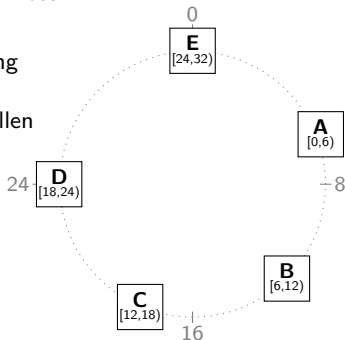 0
E
[24,32)
ng
llen
A
[0,6)
D
[18,24)
24
8
B
[6,12)
C
[12,18)
16